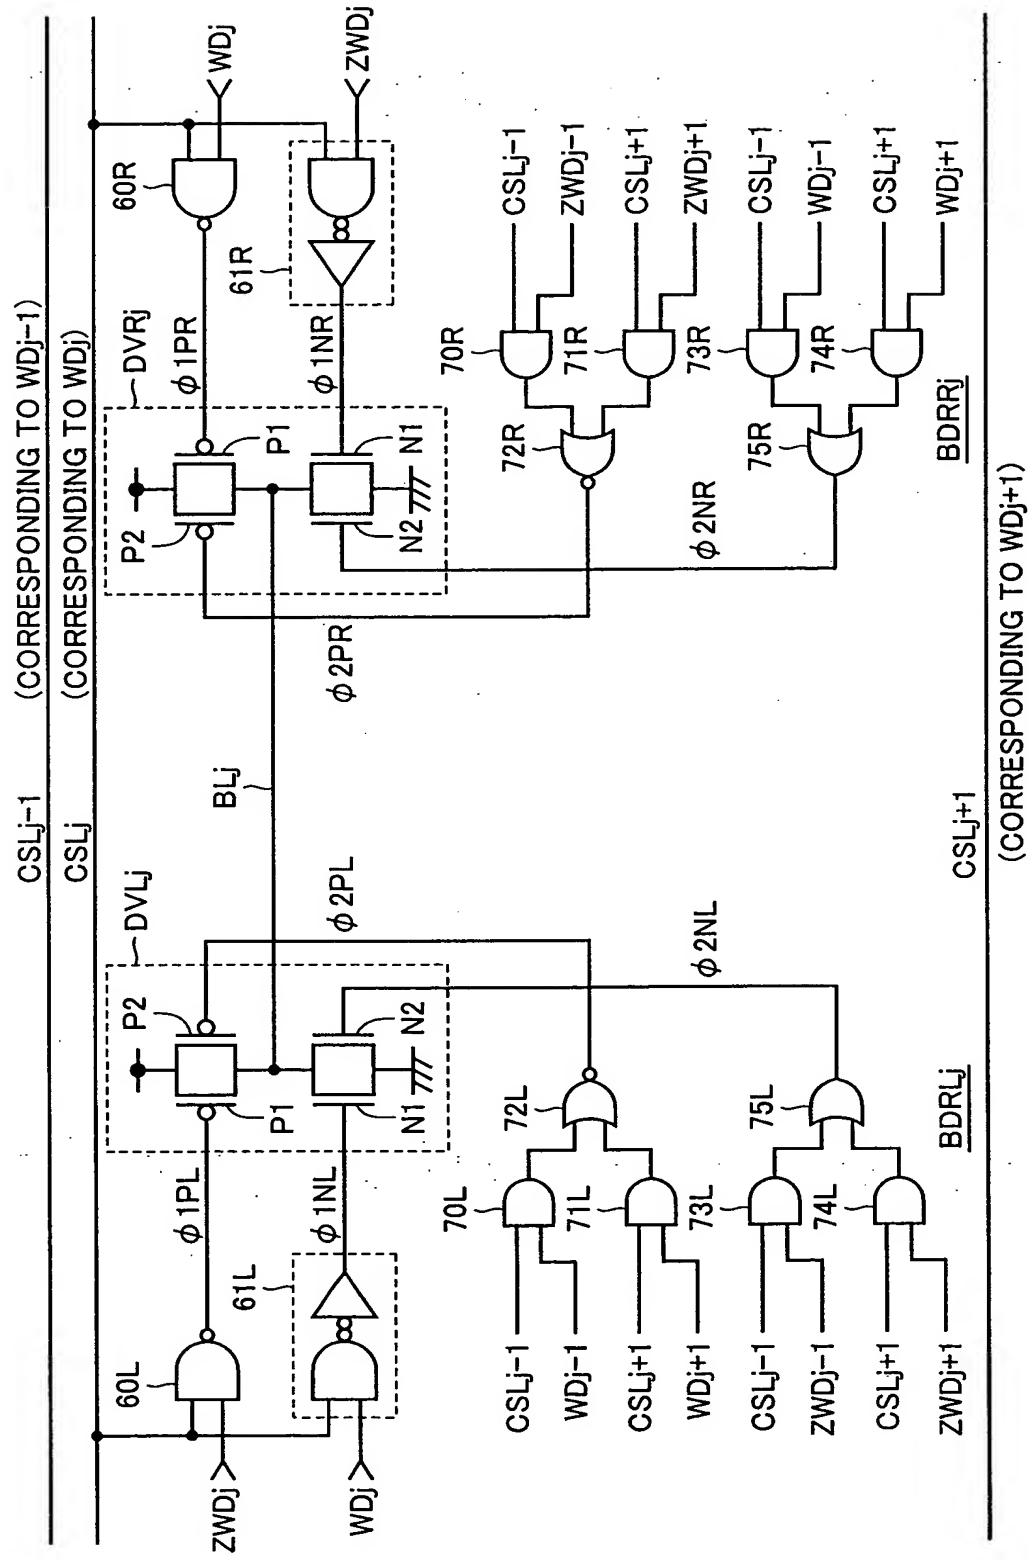 CSLj-1 (CORRESPONDING TO WDj-1)
CSLj (CORRESPONDING TO WDj)
DVLj
DVRj
ZWDj
60L
φ1PL
P2
P1
WDj
61L
φ1NL
N1
N2
BLj
φ2PL
φ2NL
P2
P1
φ1PR
60R
WDj
N2
N1
φ1NR
61R
ZWDj
φ2PR
φ2NR
CSLj-1
WDj-1
70L
72L
CSLj+1
WDj+1
71L
CSLj-1
ZWDj-1
73L
75L
CSLj+1
ZWDj+1
74L
BDRLj
72R
70R
CSLj-1
ZWDj-1
71R
CSLj+1
ZWDj+1
75R
73R
CSLj-1
WDj-1
74R
CSLj+1
WDj+1
BDRRj
CSLj+1
(CORRESPONDING TO WDj+1)